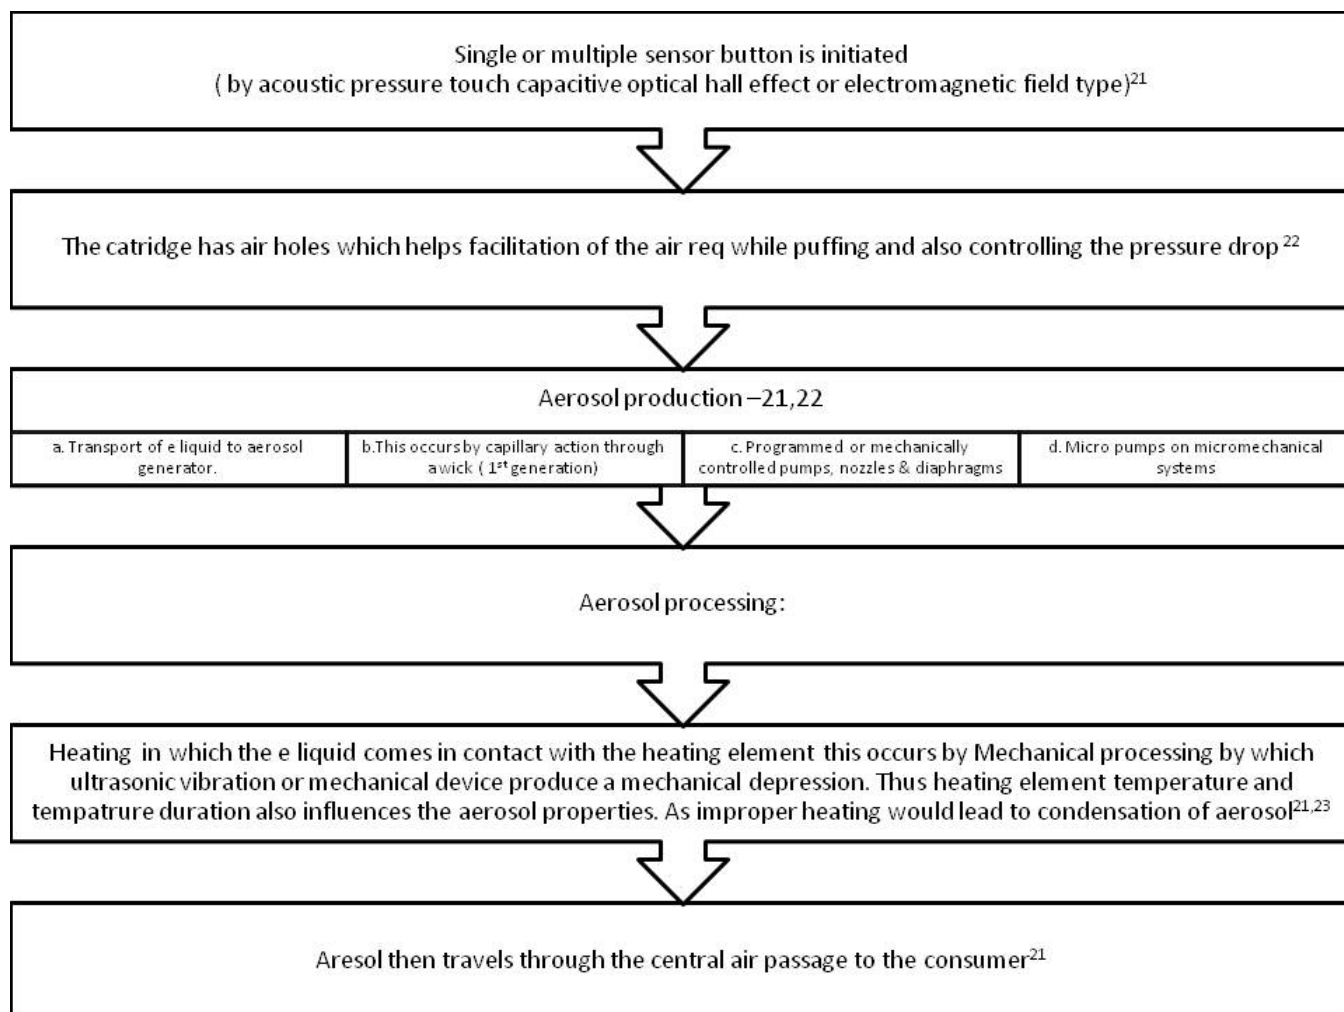 Single or multiple sensor button is initiated
( by acoustic pressure touch capacitive optical hall effect or electromagnetic field type)21
The catridge has air holes which helps facilitation of the air req while puffing and also controlling the pressure drop 22
Aerosol production –21,22
a. Transport of e liquid to aerosol
generator.
b.This occurs by capillary action through
a wick ( 1st generation)
c. Programmed or mechanically
controlled pumps, nozzles & diaphragms
d. Micro pumps on micromechanical
systems
Aerosol processing:
Heating in which the e liquid comes in contact with the heating element this occurs by Mechanical processing by which
ultrasonic vibration or mechanical device produce a mechanical depression. Thus heating element temperature and
tempatrure duration also influences the aerosol properties. As improper heating would lead to condensation of aerosol21,23
Aresol then travels through the central air passage to the consumer21